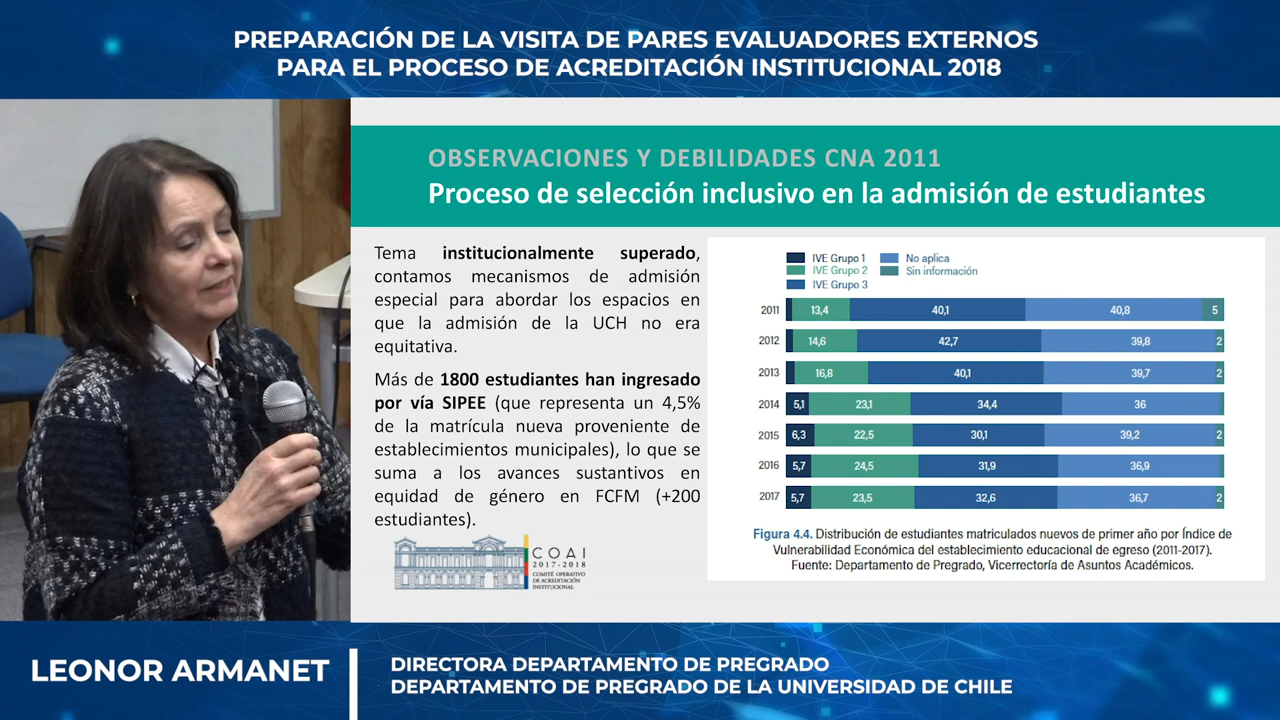 PREPARACIÓN DE LA VISITA DE PARES EVALUADORES EXTERNOS
PARA EL PROCESO DE ACREDITACIÓN INSTITUCIONAL 2018
OBSERVACIONES Y DEBILIDADES CNA 2011
Proceso de selección inclusivo en la admisión de estudiantes
Tema institucionalmente superado,
contamos mecanismos de admisión
especial para abordar los espacios en
que la admisión de la UCH no era
equitativa.
Más de 1800 estudiantes han ingresado
por vía SIPEE (que representa un 4,5%
de la matrícula nueva proveniente de
establecimientos municipales), lo que se
suma a los avances sustantivos en
equidad de género en FCFM (+200
estudiantes).
COAI
2017-2018
COMITÉ OPERATIVO
DE ACREDITACIÓN
INSTITUCIONAL
IVE Grupo 1 No aplica
IVE Grupo 2 Sin información
IVE Grupo 3
2011 13,4 40,1 40,8 5
2012 14,6 42,7 39,8 2
2013 16,8 40,1 39,7 2
2014 5,1 23,1 34,4 36
2015 6,3 22,5 30,1 39,2 2
2016 5,7 24,5 31,9 36,9
2017 5,7 23,5 32,6 36,7 2
Figura 4.4. Distribución de estudiantes matriculados nuevos de primer año por Índice de
Vulnerabilidad Económica del establecimiento educacional de egreso (2011-2017).
Fuente: Departamento de Pregrado, Vicerrectoría de Asuntos Académicos.
LEONOR ARMANET
DIRECTORA DEPARTAMENTO DE PREGRADO
DEPARTAMENTO DE PREGRADO DE LA UNIVERSIDAD DE CHILE